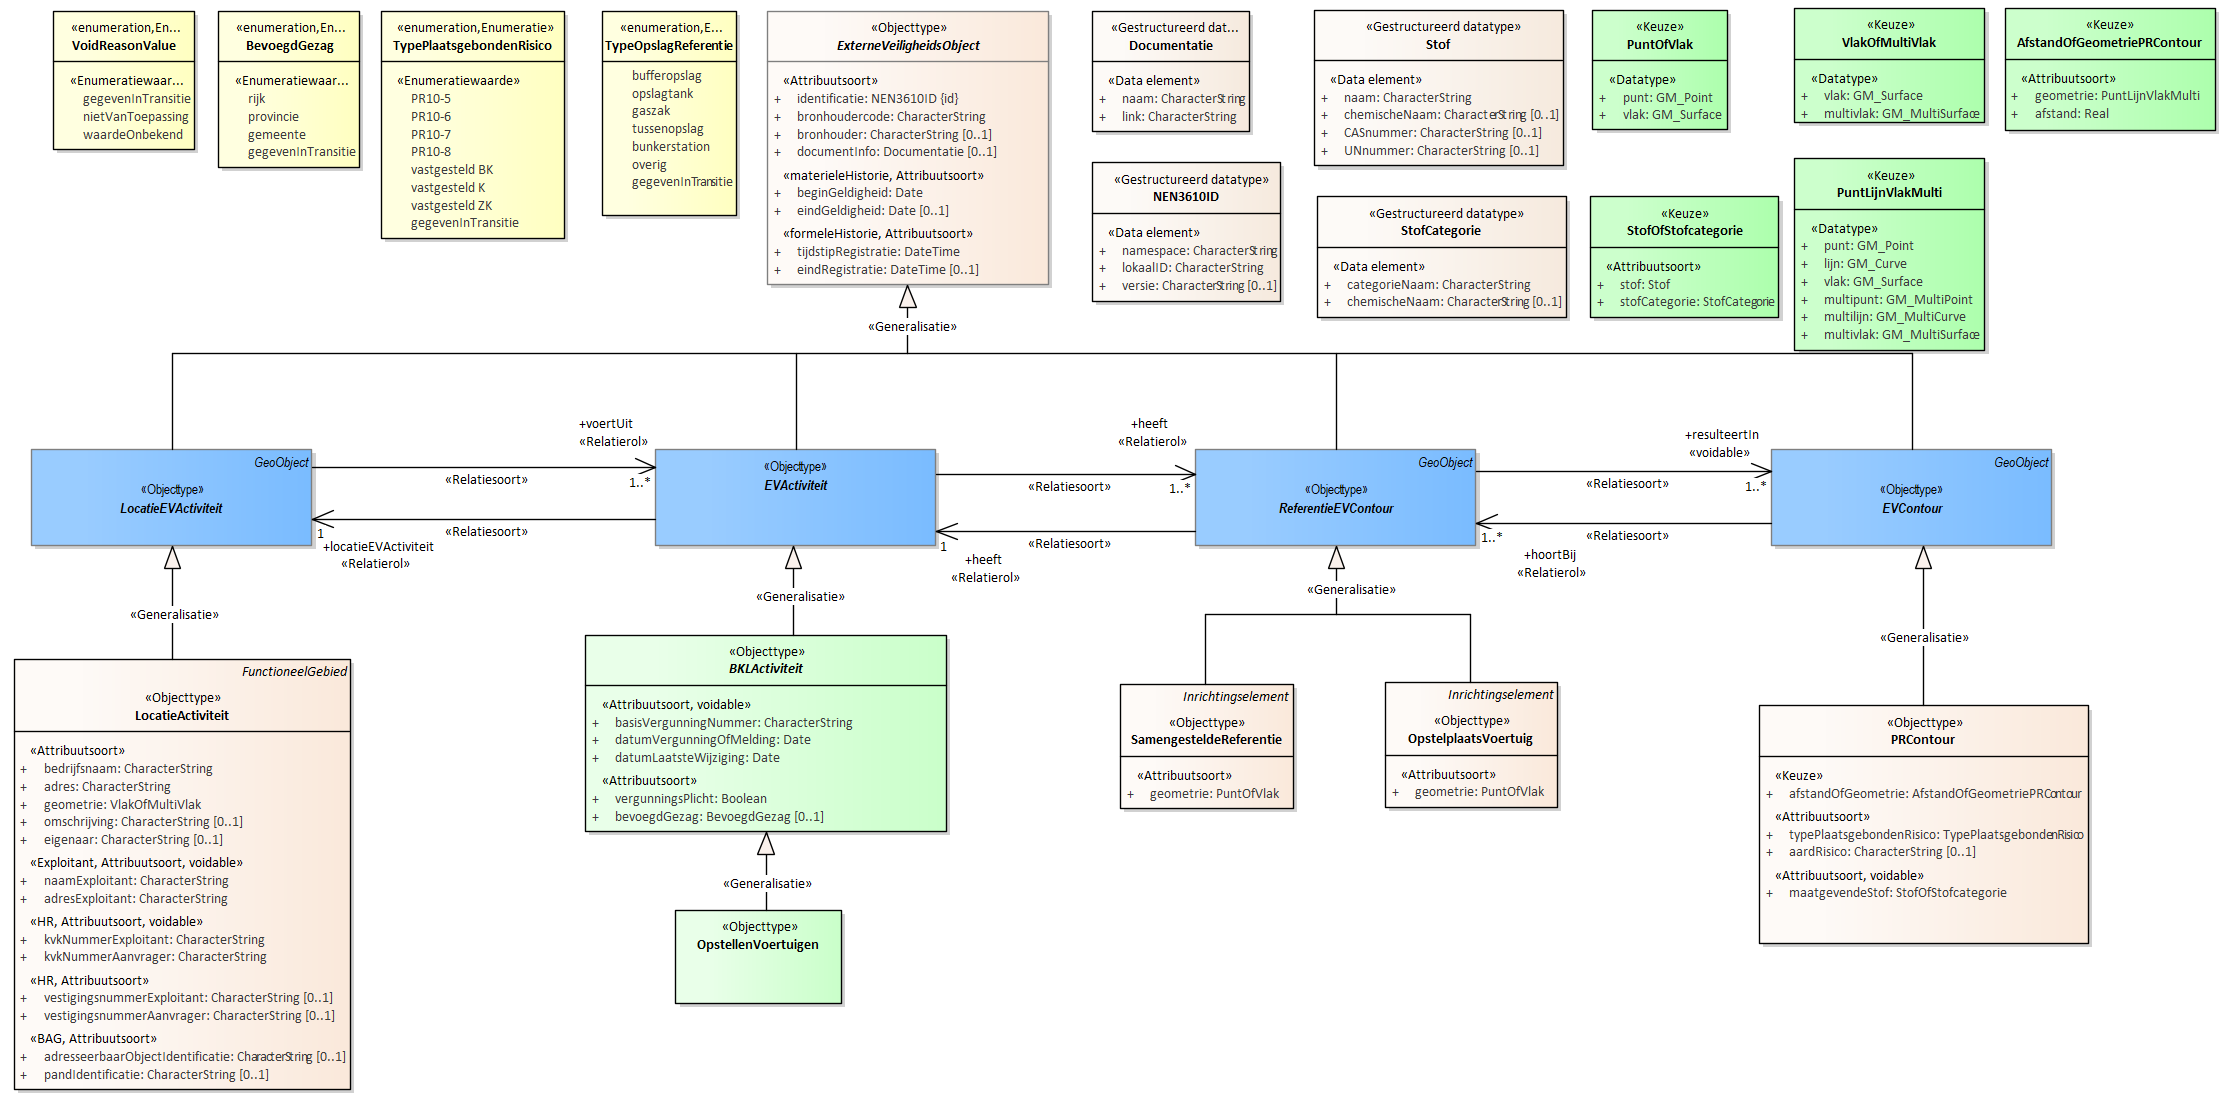 «enumeration,En...
VoidReasonValue
«Enumeratiewaar...
gegevenInTransitie
nietVanToepassing
waardeOnbekend
«enumeration,En...
BevoegdGezag
«Enumeratiewaar...
rijk
provincie
gemeente
gegevenInTransitie
«enumeration,Enumeratie»
TypePlaatsgebondenRisico
«Enumeratiewaarde»
PR10-5
PR10-6
PR10-7
PR10-8
vastgesteld BK
vastgesteld K
vastgesteld ZK
gegevenInTransitie
«enumeration,E...
TypeOpslagReferentie
bufferopslag
opslagtank
gaszak
tussenopslag
bunkerstation
overig
gegevenInTransitie
«Objecttype»
ExterneVeiligheidsObject
«Attribuutsoort»
+ identificatie: NEN3610ID {id}
+ bronhoudercode: CharacterString
+ bronhouder: CharacterString [0..1]
+ documentInfo: Documentatie [0..1]
«materieleHistorie, Attribuutsoort»
+ beginGeldigheid: Date
+ eindGeldigheid: Date [0..1]
«formeleHistorie, Attribuutsoort»
+ tijdstipRegistratie: DateTime
+ eindRegistratie: DateTime [0..1]
«Gestructureerd dat...
Documentatie
«Data element»
+ naam: CharacterString
+ link: CharacterString
«Gestructureerd datatype»
NEN3610ID
«Data element»
+ namespace: CharacterString
+ lokaalID: CharacterString
+ versie: CharacterString [0..1]
«Gestructureerd datatype»
Stof
«Data element»
+ naam: CharacterString
+ chemischeNaam: CharacterString [0..1]
+ CASnummer: CharacterString [0..1]
+ UNnummer: CharacterString [0..1]
«Gestructureerd datatype»
StofCategorie
«Data element»
+ categorieNaam: CharacterString
+ chemischeNaam: CharacterString [0..1]
«Keuze»
PuntOfVlak
«Datatype»
+ punt: GM_Point
+ vlak: GM_Surface
«Keuze»
StofOfStofcategorie
«Attribuutsoort»
+ stof: Stof
+ stofCategorie: StofCategorie
«Keuze»
VlakOfMultiVlak
«Datatype»
+ vlak: GM_Surface
+ multivlak: GM_MultiSurface
«Keuze»
PuntLijnVlakMulti
«Datatype»
+ punt: GM_Point
+ lijn: GM_Curve
+ vlak: GM_Surface
+ multipunt: GM_MultiPoint
+ multilijn: GM_MultiCurve
+ multivlak: GM_MultiSurface
«Keuze»
AfstandOfGeometriePRContour
«Attribuutsoort»
+ geometrie: PuntLijnVlakMulti
+ afstand: Real
«Generalisatie»
GeoObject
«Objecttype»
LocatieEVActiviteit
+voertUit
«Relatierol»
«Relatiesoort»
1..*
«Relatiesoort»
1
+locatieEVActiviteit
«Relatierol»
«Objecttype»
EVActiviteit
+heeft
«Relatierol»
«Relatiesoort»
1..*
«Relatiesoort»
1
+heeft
«Relatierol»
GeoObject
«Objecttype»
ReferentieEVContour
+resulteertIn
«voidable»
«Relatiesoort»
1..*
«Relatiesoort»
1..*
+hoortBij
«Relatierol»
GeoObject
«Objecttype»
EVContour
«Generalisatie»
«Generalisatie»
«Generalisatie»
«Generalisatie»
FunctioneelGebied
«Objecttype»
LocatieActiviteit
«Attribuutsoort»
+ bedrijfsnaam: CharacterString
+ adres: CharacterString
+ geometrie: VlakOfMultiVlak
+ omschrijving: CharacterString [0..1]
+ eigenaar: CharacterString [0..1]
«Exploitant, Attribuutsoort, voidable»
+ naamExploitant: CharacterString
+ adresExploitant: CharacterString
«HR, Attribuutsoort, voidable»
+ kvkNummerExploitant: CharacterString
+ kvkNummerAanvrager: CharacterString
«HR, Attribuutsoort»
+ vestigingsnummerExploitant: CharacterString [0..1]
+ vestigingsnummerAanvrager: CharacterString [0..1]
«BAG, Attribuutsoort»
+ adresseerbaarObjectIdentificatie: CharacterString [0..1]
+ pandIdentificatie: CharacterString [0..1]
«Objecttype»
BKLActiviteit
«Attribuutsoort, voidable»
+ basisVergunningNummer: CharacterString
+ datumVergunningOfMelding: Date
+ datumLaatsteWijziging: Date
«Attribuutsoort»
+ vergunningsPlicht: Boolean
+ bevoegdGezag: BevoegdGezag [0..1]
«Generalisatie»
«Objecttype»
OpstellenVoertuigen
Inrichtingselement
«Objecttype»
SamengesteldeReferentie
«Attribuutsoort»
+ geometrie: PuntOfVlak
Inrichtingselement
«Objecttype»
OpstelplaatsVoertuig
«Attribuutsoort»
+ geometrie: PuntOfVlak
«Objecttype»
PRContour
«Keuze»
+ afstandOfGeometrie: AfstandOfGeometriePRContour
«Attribuutsoort»
+ typePlaatsgebondenRisico: TypePlaatsgebondenRisico
+ aardRisico: CharacterString [0..1]
«Attribuutsoort, voidable»
+ maatgevendeStof: StofOfStofcategorie